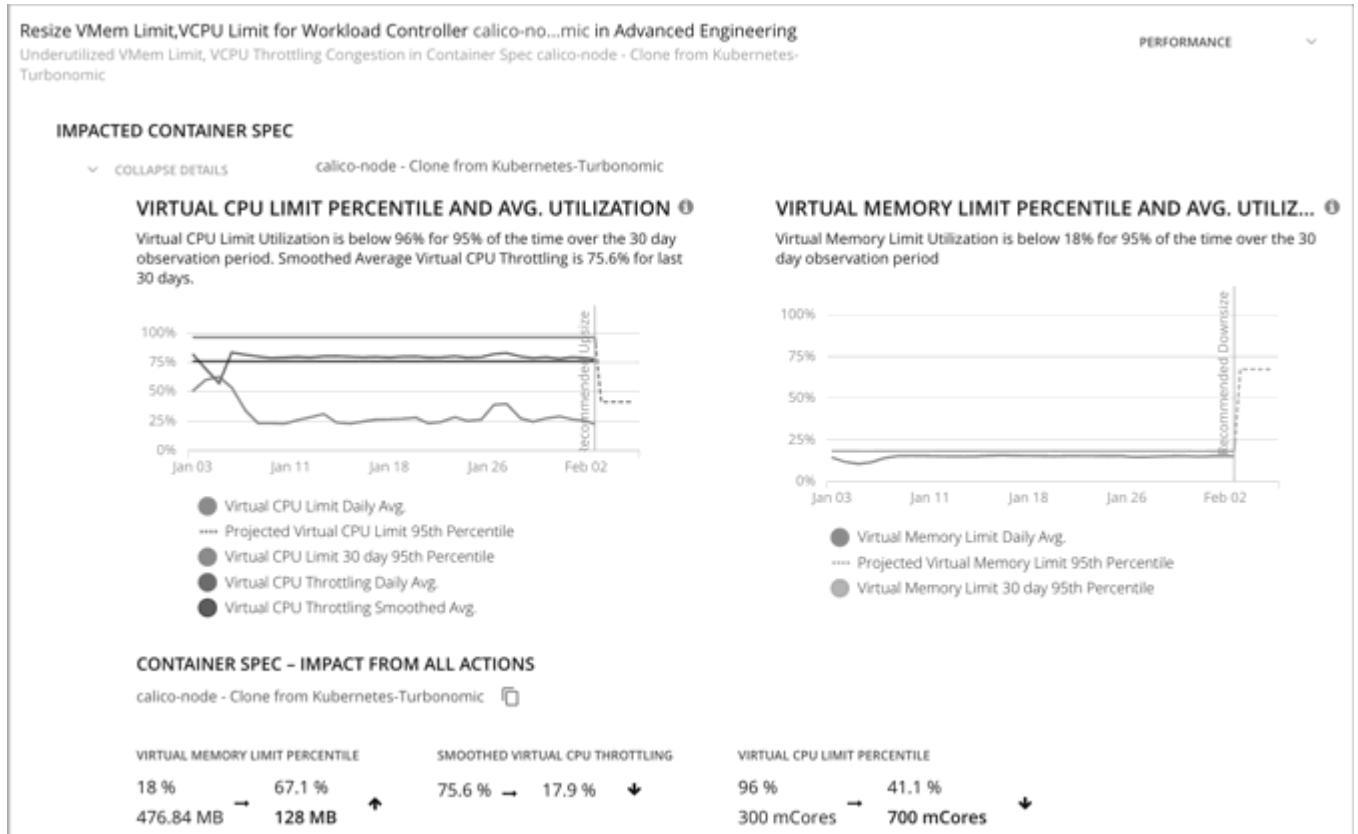 Resize VMem Limit,VCPU Limit for Workload Controller calico-no...mic in Advanced Engineering
Underutilized VMem Limit, VCPU Throttling Congestion in Container Spec calico-node - Clone from Kubernetes-
Turbonomic
PERFORMANCE
IMPACTED CONTAINER SPEC
COLLAPSE DETAILS
calico-node - Clone from Kubernetes-Turbonomic
VIRTUAL CPU LIMIT PERCENTILE AND AVG. UTILIZATION
Virtual CPU Limit Utilization is below 96% for 95% of the time over the 30 day
observation period. Smoothed Average Virtual CPU Throttling is 75.6% for last
30 days.
100%
75%
50%
25%
0%
Recommended Upsize
Jan 03 Jan 11 Jan 18 Jan 26 Feb 02
Virtual CPU Limit Daily Avg.
Projected Virtual CPU Limit 95th Percentile
Virtual CPU Limit 30 day 95th Percentile
Virtual CPU Throttling Daily Avg.
Virtual CPU Throttling Smoothed Avg.
VIRTUAL MEMORY LIMIT PERCENTILE AND AVG. UTILIZ...
Virtual Memory Limit Utilization is below 18% for 95% of the time over the 30
day observation period
100%
75%
50%
25%
0%
Recommended Downsize
Jan 03 Jan 11 Jan 18 Jan 26 Feb 02
Virtual Memory Limit Daily Avg.
Projected Virtual Memory Limit 95th Percentile
Virtual Memory Limit 30 day 95th Percentile
CONTAINER SPEC – IMPACT FROM ALL ACTIONS
calico-node - Clone from Kubernetes-Turbonomic
VIRTUAL MEMORY LIMIT PERCENTILE
18 % → 67.1 %
476.84 MB 128 MB
SMOOTHED VIRTUAL CPU THROTTLING
75.6 % → 17.9 %
VIRTUAL CPU LIMIT PERCENTILE
96 % → 41.1 %
300 mCores 700 mCores